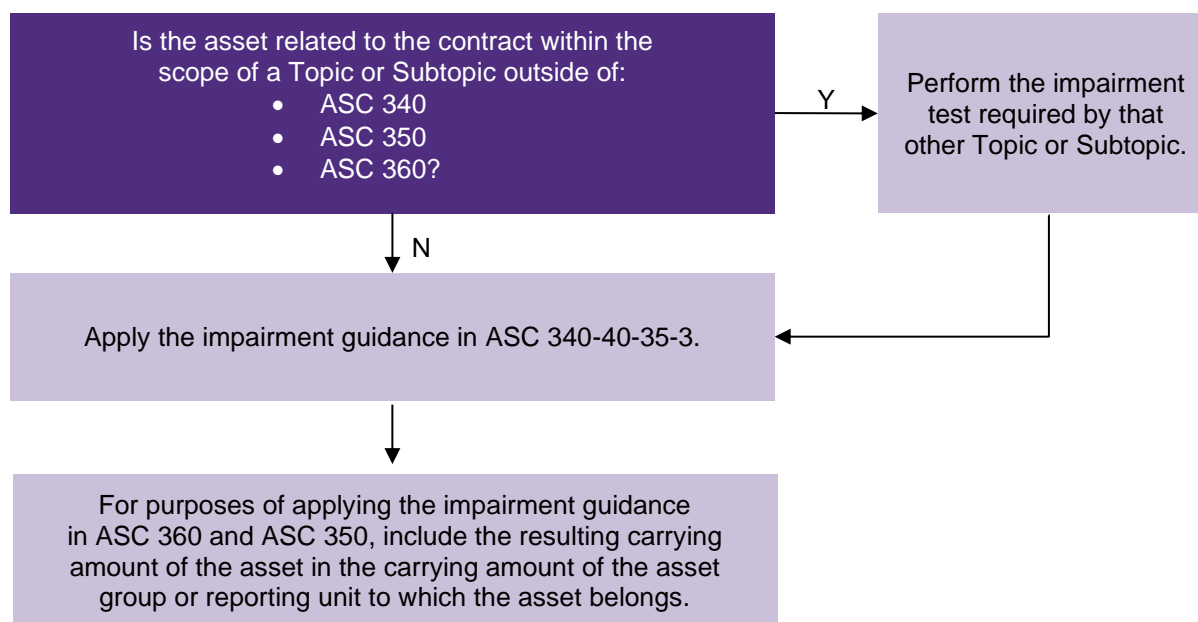 Is the asset related to the contract within the
scope of a Topic or Subtopic outside of:
• ASC 340
• ASC 350
• ASC 360?
Y
Perform the impairment
test required by that
other Topic or Subtopic.
N
Apply the impairment guidance in ASC 340-40-35-3.
For purposes of applying the impairment guidance
in ASC 360 and ASC 350, include the resulting carrying
amount of the asset in the carrying amount of the asset
group or reporting unit to which the asset belongs.